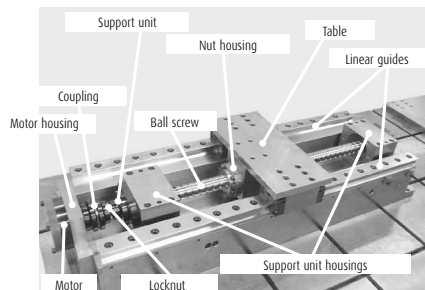 Support unit
Nut housing
Table
Linear guides
Coupling
Motor housing
Ball screw
Motor
Locknut
Support unit housings